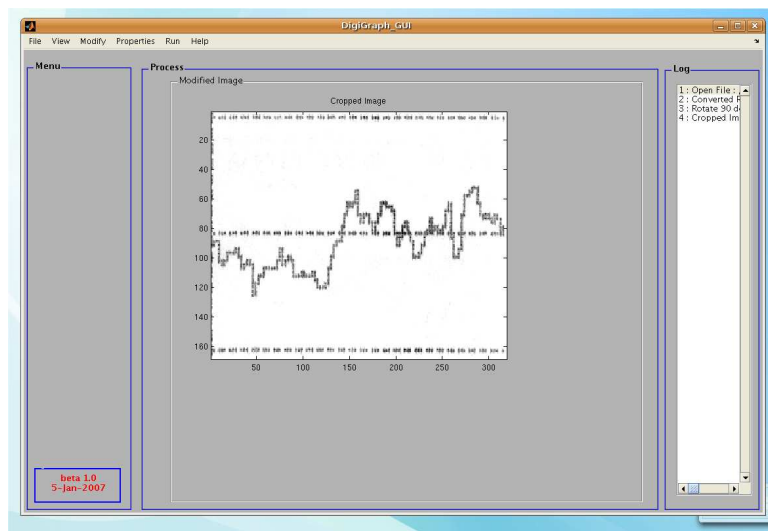 DigiGraph_GUI
File View Modify Properties Run Help
Menu
Process
Log
Modified Image
1 : Open File :
2 : Converted
3 : Rotate 90 d
4 : Cropped Im
Cropped Image
20
40
60
80
100
120
140
160
50 100 150 200 250 300
beta 1.0
5-Jan-2007